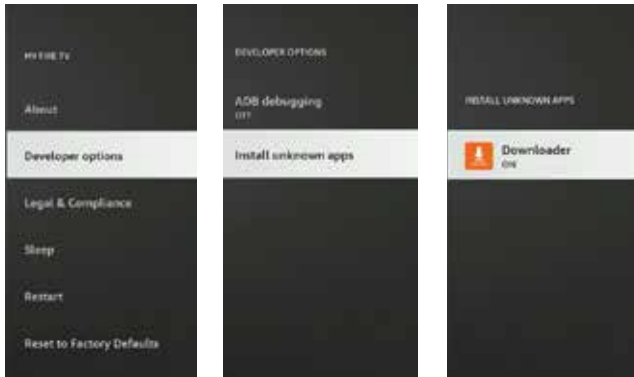 MY FIRE TV
About
Developer options
Legal & Compliance
Sleep
Restart
Reset to Factory Defaults
DEVELOPER OPTIONS
ADB debugging
OFF
Install unknown apps
INSTALL UNKNOWN APPS
Downloader
ON